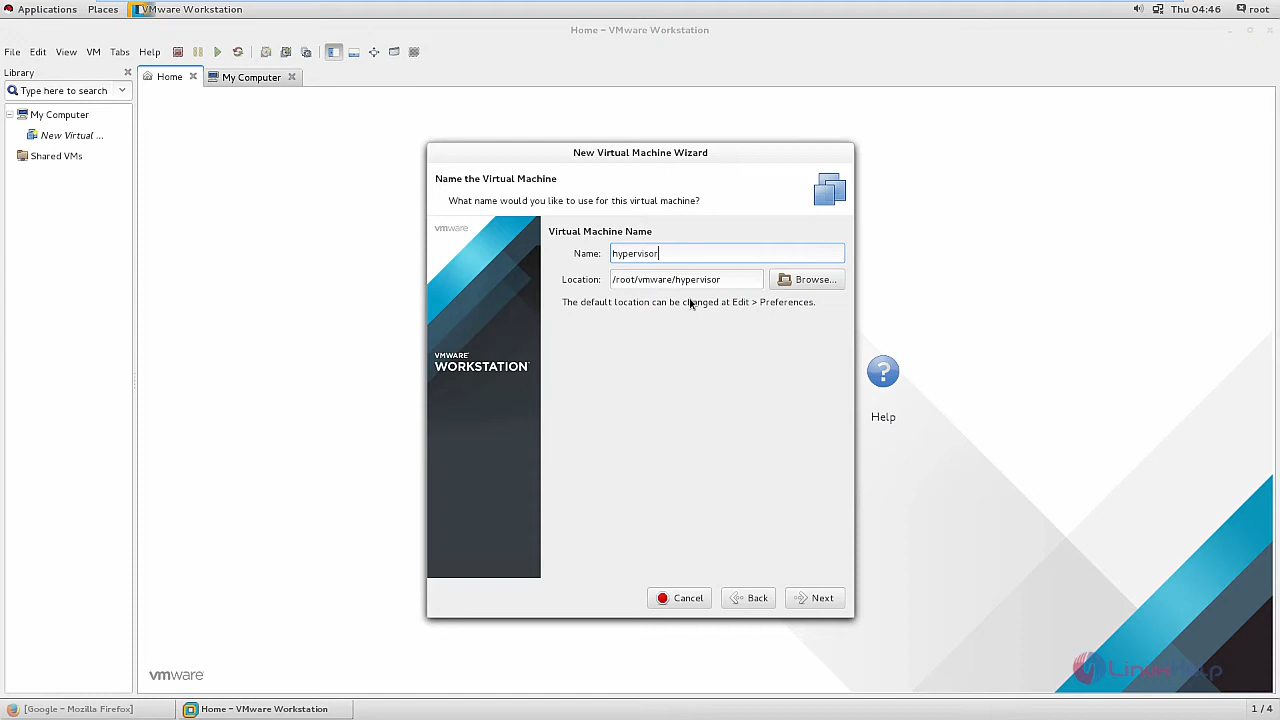 Applications Places VMware Workstation Thu 04:46 root
Home – VMware Workstation
File Edit View VM Tabs Help
Library
Home My Computer
Type here to search
My Computer
New Virtual ...
Shared VMs
New Virtual Machine Wizard
Name the Virtual Machine
What name would you like to use for this virtual machine?
vmware
VMWARE
WORKSTATION
Virtual Machine Name
Name: hypervisor
Location: /root/vmware/hypervisor Browse...
The default location can be changed at Edit > Preferences.
?
Help
Cancel Back Next
vmware
LinuxHelp
[Google – Mozilla Firefox] Home – VMware Workstation 1 / 4